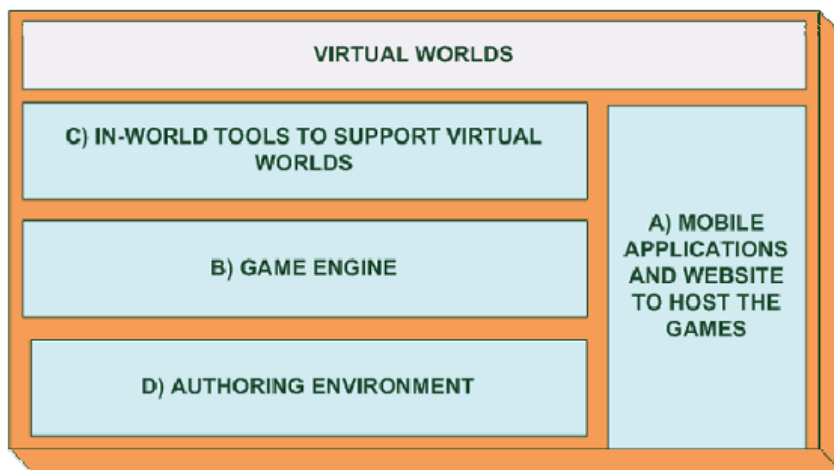 VIRTUAL WORLDS
C) IN-WORLD TOOLS TO SUPPORT VIRTUAL
WORLDS
B) GAME ENGINE
D) AUTHORING ENVIRONMENT
A) MOBILE
APPLICATIONS
AND WEBSITE
TO HOST THE
GAMES